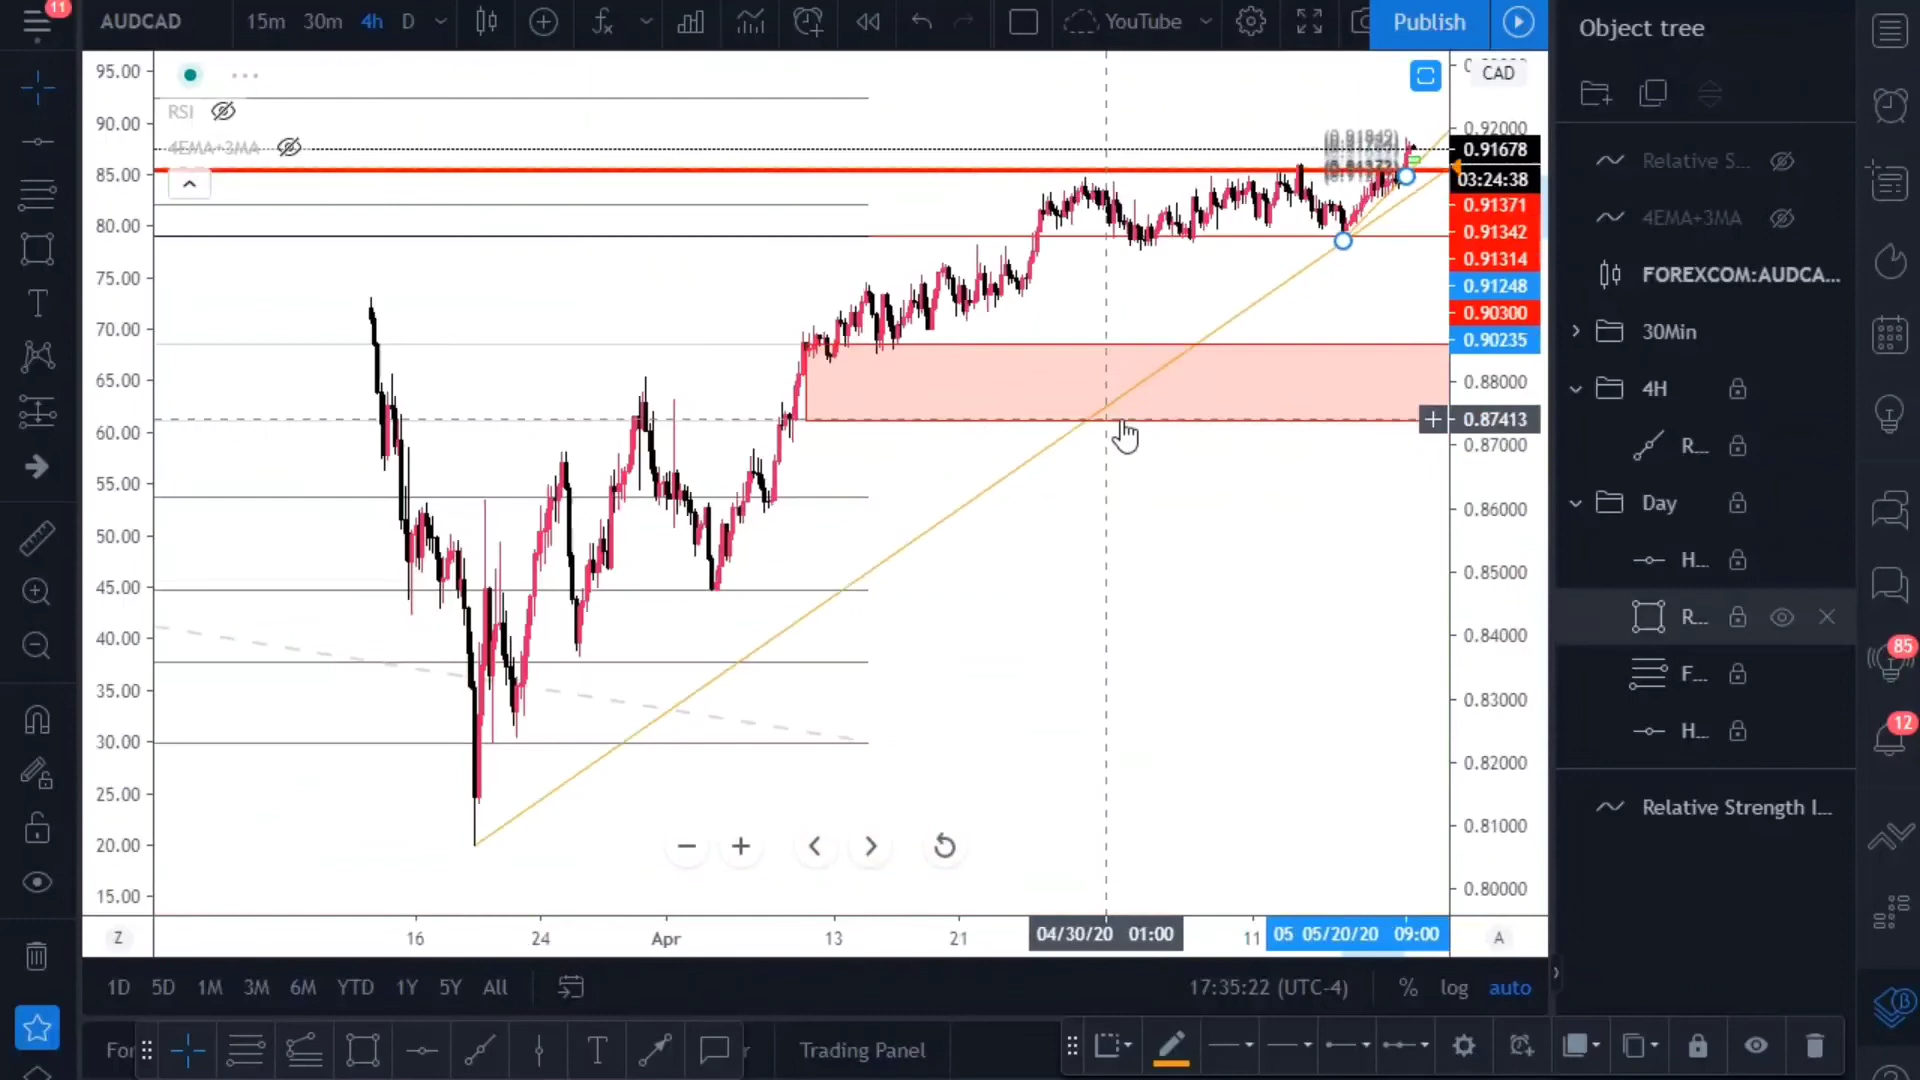 11
AUDCAD 15m 30m 4h D YouTube Publish
Object tree
95.00
90.00
85.00
80.00
75.00
70.00
65.00
60.00
55.00
50.00
45.00
40.00
35.00
30.00
25.00
20.00
15.00
RSI
4EMA+3MA
CAD
0.92000
0.91678
03:24:38
0.91371
0.91342
0.91314
0.91248
0.90300
0.90235
0.88000
0.87413
0.87000
0.86000
0.85000
0.84000
0.83000
0.82000
0.81000
0.80000
Z 16 24 Apr 13 21 04/30/20 01:00 11 05 05/20/20 09:00 A
1D 5D 1M 3M 6M YTD 1Y 5Y All 17:35:22 (UTC-4) % log auto
For Trading Panel
Relative S...
4EMA+3MA
FOREXCOM:AUDCA...
30Min
4H
R...
Day
H...
R...
F...
H...
Relative Strength I...
85
12